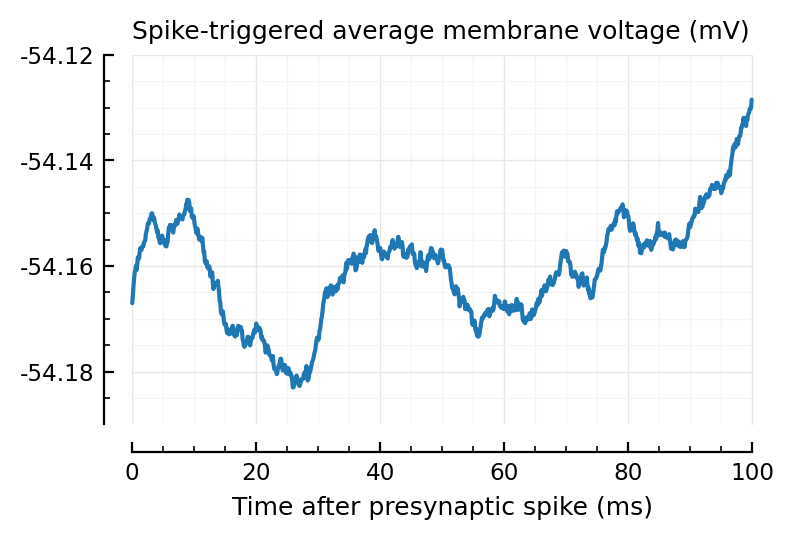 Spike-triggered average membrane voltage (mV)
-54.12
-54.14
-54.16
-54.18
0 20 40 60 80 100
Time after presynaptic spike (ms)